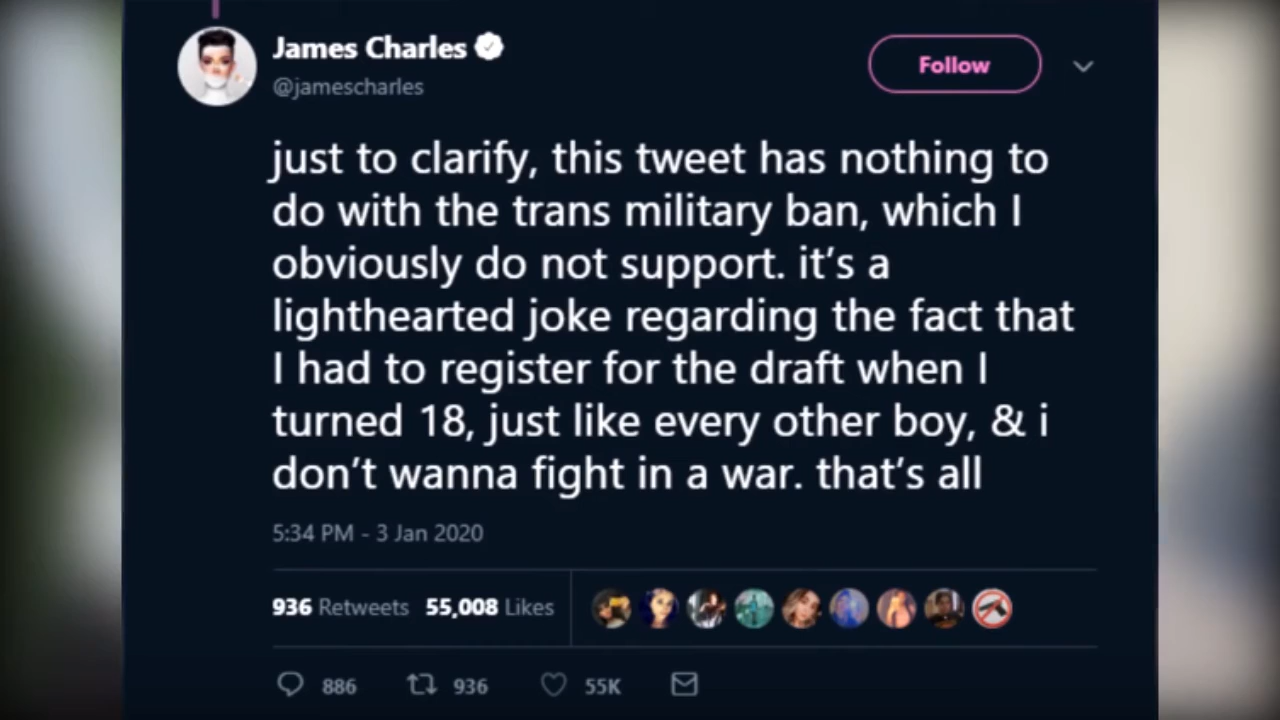 James Charles
@jamescharles
Follow
just to clarify, this tweet has nothing to
do with the trans military ban, which I
obviously do not support. it’s a
lighthearted joke regarding the fact that
I had to register for the draft when I
turned 18, just like every other boy, & i
don’t wanna fight in a war. that’s all
5:34 PM - 3 Jan 2020
936 Retweets 55,008 Likes
886 936 55K